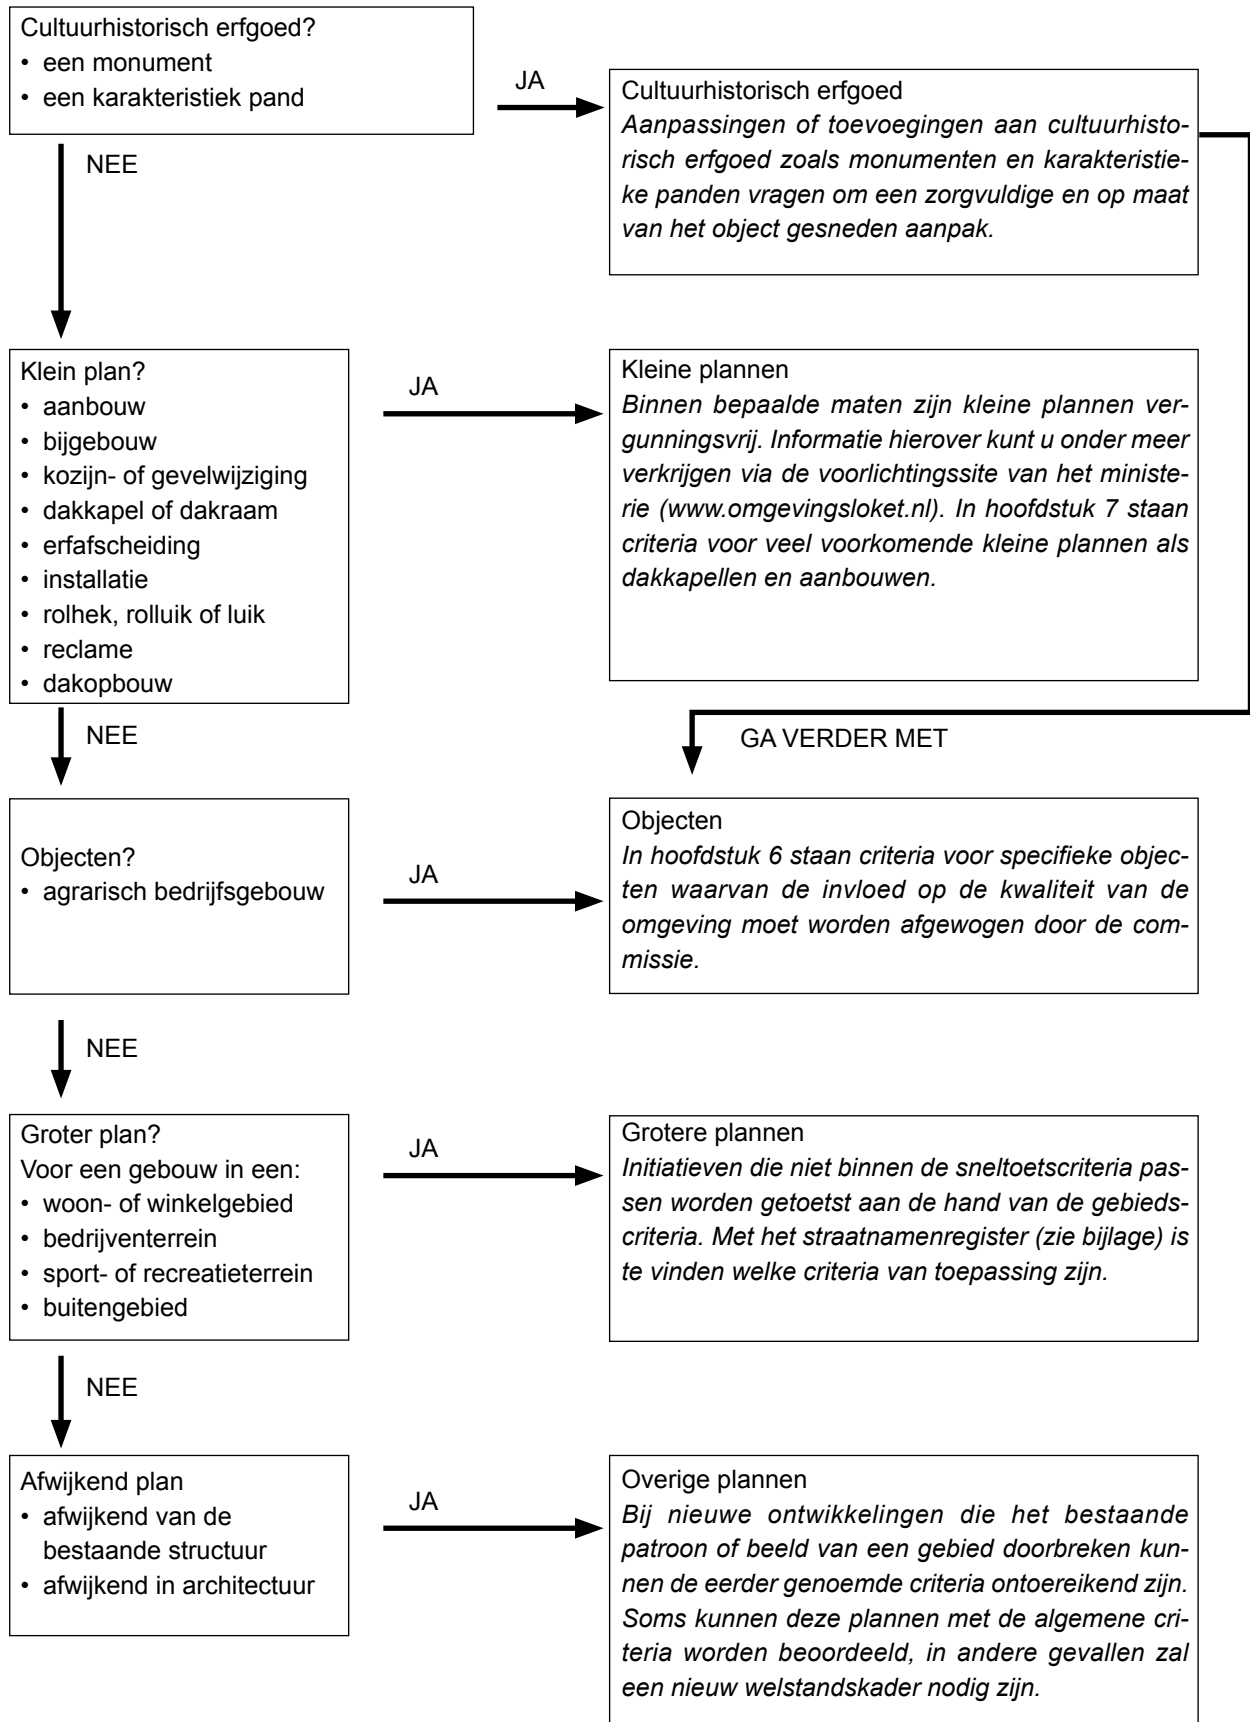 Cultuurhistorisch erfgoed?
• een monument
• een karakteristiek pand
JA
Cultuurhistorisch erfgoed
Aanpassingen of toevoegingen aan cultuurhisto-
risch erfgoed zoals monumenten en karakteristie-
ke panden vragen om een zorgvuldige en op maat
van het object gesneden aanpak.
NEE
Klein plan?
• aanbouw
• bijgebouw
• kozijn- of gevelwijziging
• dakkapel of dakraam
• erfafscheiding
• installatie
• rolhek, rolluik of luik
• reclame
• dakopbouw
JA
Kleine plannen
Binnen bepaalde maten zijn kleine plannen ver-
gunningsvrij. Informatie hierover kunt u onder meer
verkrijgen via de voorlichtingssite van het ministe-
rie (www.omgevingsloket.nl). In hoofdstuk 7 staan
criteria voor veel voorkomende kleine plannen als
dakkapellen en aanbouwen.
NEE
GA VERDER MET
Objecten?
• agrarisch bedrijfsgebouw
JA
Objecten
In hoofdstuk 6 staan criteria voor specifieke objec-
ten waarvan de invloed op de kwaliteit van de
omgeving moet worden afgewogen door de com-
missie.
NEE
Groter plan?
Voor een gebouw in een:
• woon- of winkelgebied
• bedrijventerrein
• sport- of recreatieterrein
• buitengebied
JA
Grotere plannen
Initiatieven die niet binnen de sneltoetscriteria pas-
sen worden getoetst aan de hand van de gebieds-
criteria. Met het straatnamenregister (zie bijlage) is
te vinden welke criteria van toepassing zijn.
NEE
Afwijkend plan
• afwijkend van de
bestaande structuur
• afwijkend in architectuur
JA
Overige plannen
Bij nieuwe ontwikkelingen die het bestaande
patroon of beeld van een gebied doorbreken kun-
nen de eerder genoemde criteria ontoereikend zijn.
Soms kunnen deze plannen met de algemene cri-
teria worden beoordeeld, in andere gevallen zal
een nieuw welstandskader nodig zijn.